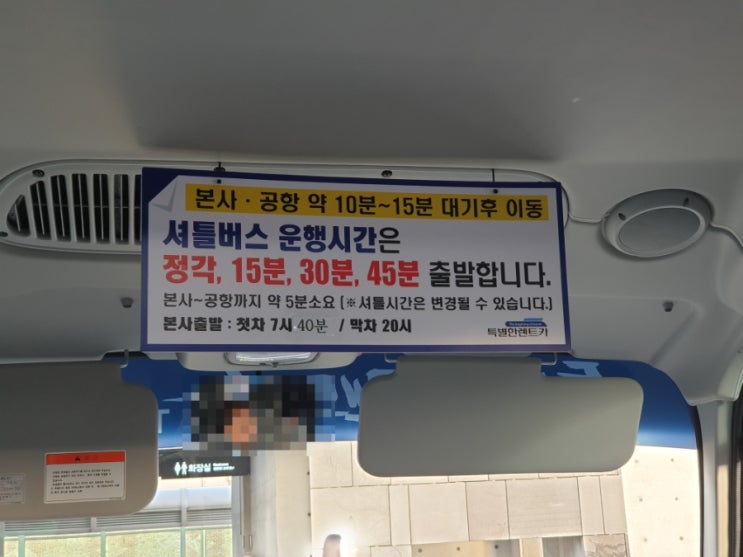 본사 · 공항 약 10분~15분 대기후 이동
셔틀버스 운행시간은
정각, 15분, 30분, 45분 출발합니다.
본사~공항까지 약 5분소요 (※셔틀시간은 변경될 수 있습니다.)
본사출발 : 첫차 7시 40분 / 막차 20시
특별한렌트카
화장실